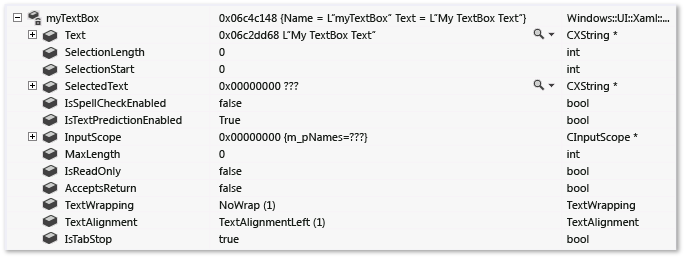 myTextBox 0x06c4c148 {Name = L"myTextBox" Text = L"My TextBox Text"} Windows::UI::Xaml::...
Text 0x06c2dd68 L"My TextBox Text" CXString *
SelectionLength 0 int
SelectionStart 0 int
SelectedText 0x00000000 ??? CXString *
IsSpellCheckEnabled false bool
IsTextPredictionEnabled True bool
InputScope 0x00000000 {m_pNames=???} CInputScope *
MaxLength 0 int
IsReadOnly false bool
AcceptsReturn false bool
TextWrapping NoWrap (1) TextWrapping
TextAlignment TextAlignmentLeft (1) TextAlignment
IsTabStop true bool